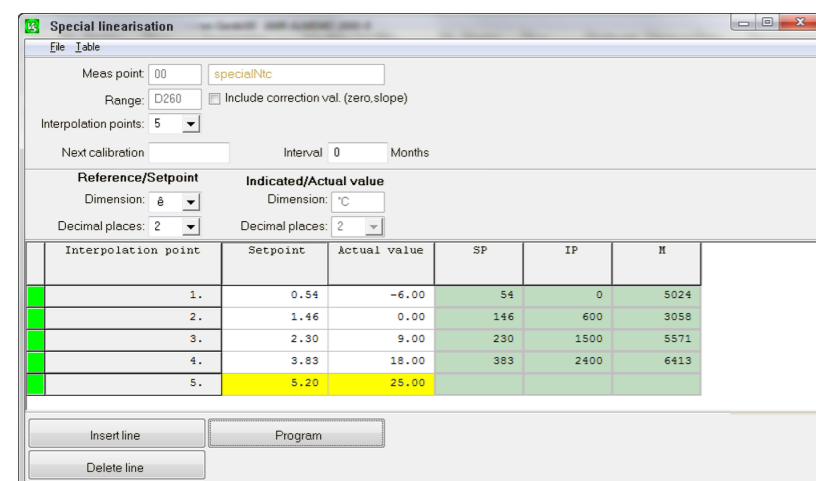 Special linearisation
File Table
Meas point: 00 specialNtc
Range: D260 Include correction val. (zero,slope)
Interpolation points: 5
Next calibration Interval 0 Months
Reference/Setpoint Indicated/Actual value
Dimension: ê Dimension: °C
Decimal places: 2 Decimal places: 2
Interpolation point Setpoint Actual value SP IP M
1. 0.54 -6.00 54 0 5024
2. 1.46 0.00 146 600 3058
3. 2.30 9.00 230 1500 5571
4. 3.83 18.00 383 2400 6413
5. 5.20 25.00
Insert line Program
Delete line